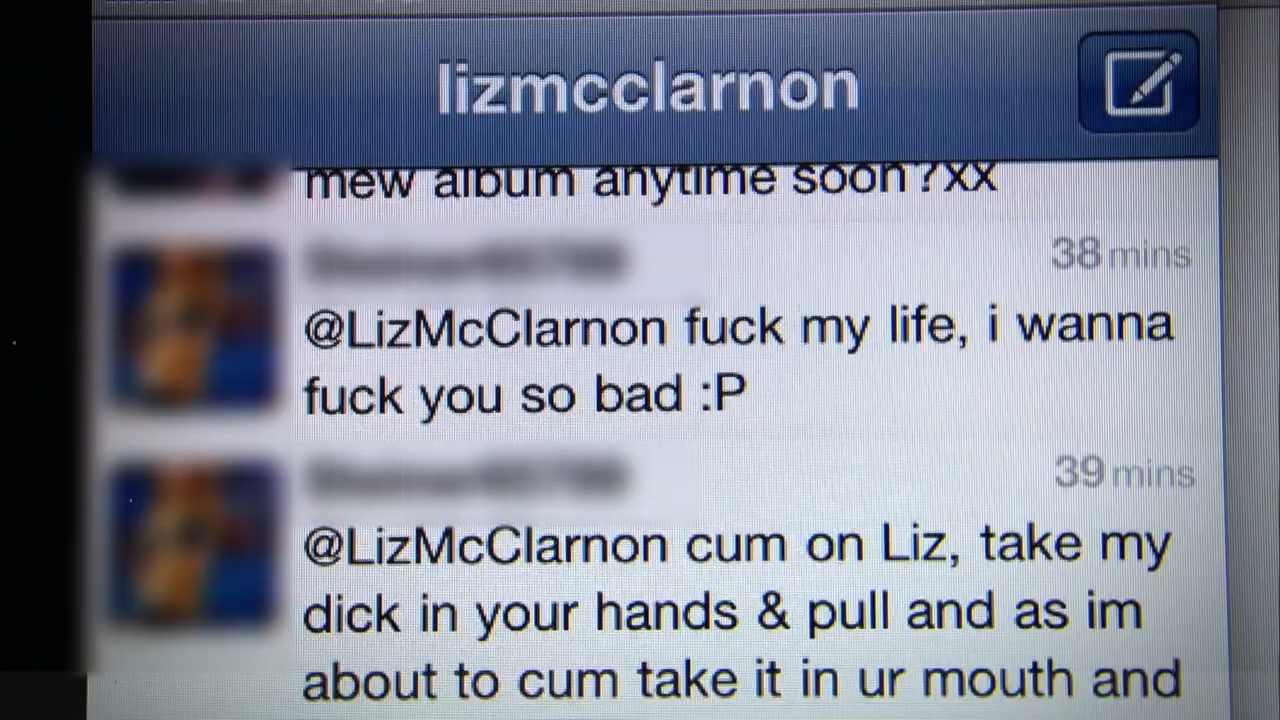 lizmcclarnon
mew album anytime soon?xx
38 mins
@LizMcClarnon fuck my life, i wanna
fuck you so bad :P
39 mins
@LizMcClarnon cum on Liz, take my
dick in your hands & pull and as im
about to cum take it in ur mouth and